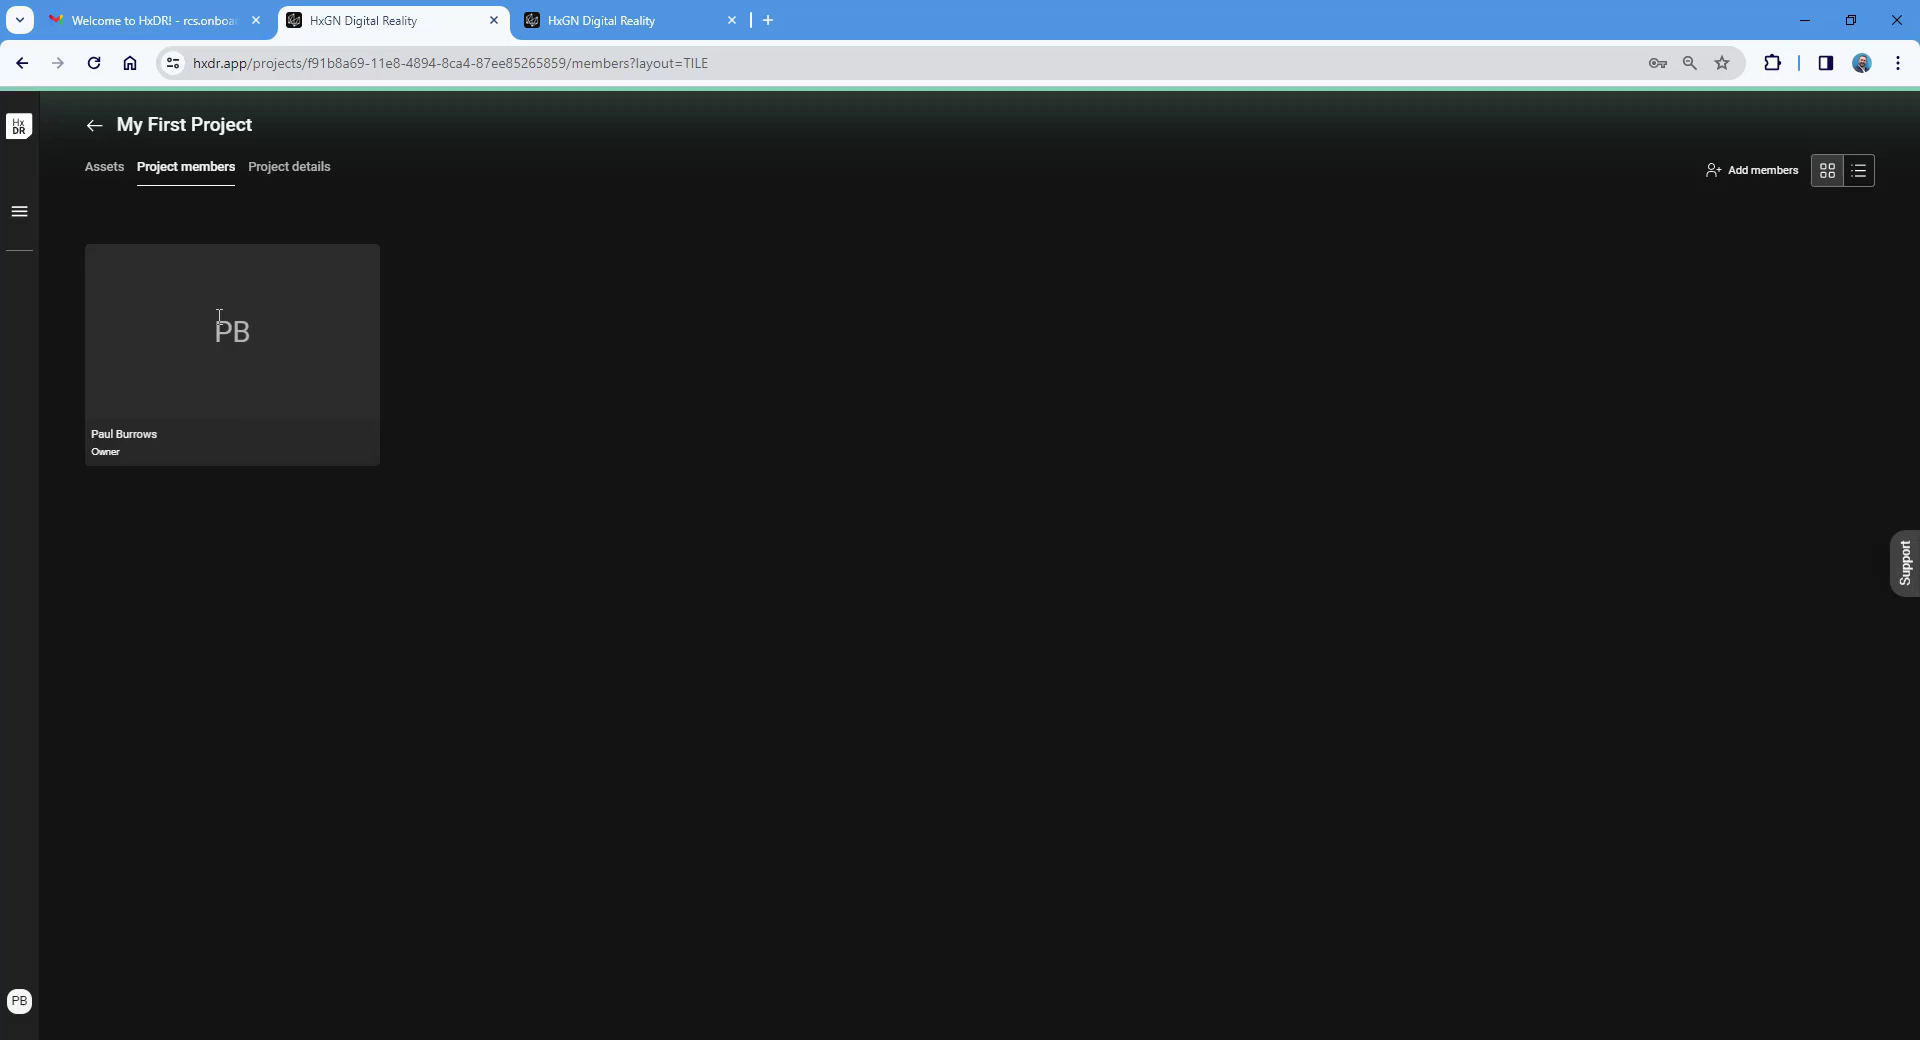 Welcome to HxDR! - rcs.onboa
HxGN Digital Reality
HxGN Digital Reality
hxdr.app/projects/f91b8a69-11e8-4894-8ca4-87ee85265859/members?layout=TILE
Hx
DR
My First Project
Assets
Project members
Project details
Add members
PB
Paul Burrows
Owner
Support
PB